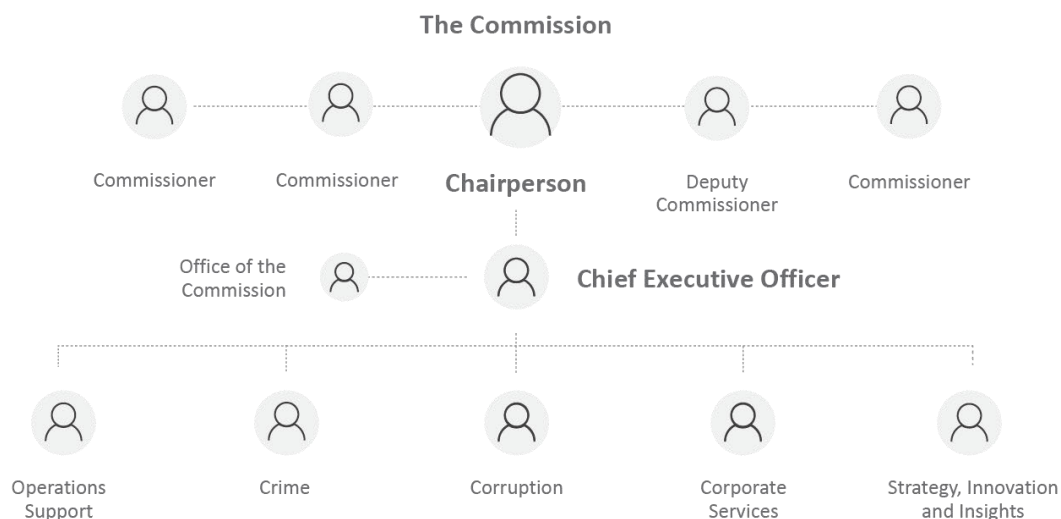 The Commission
Commissioner
Commissioner
Chairperson
Deputy
Commissioner
Commissioner
Office of the
Commission
Chief Executive Officer
Operations
Support
Crime
Corruption
Corporate
Services
Strategy, Innovation
and Insights